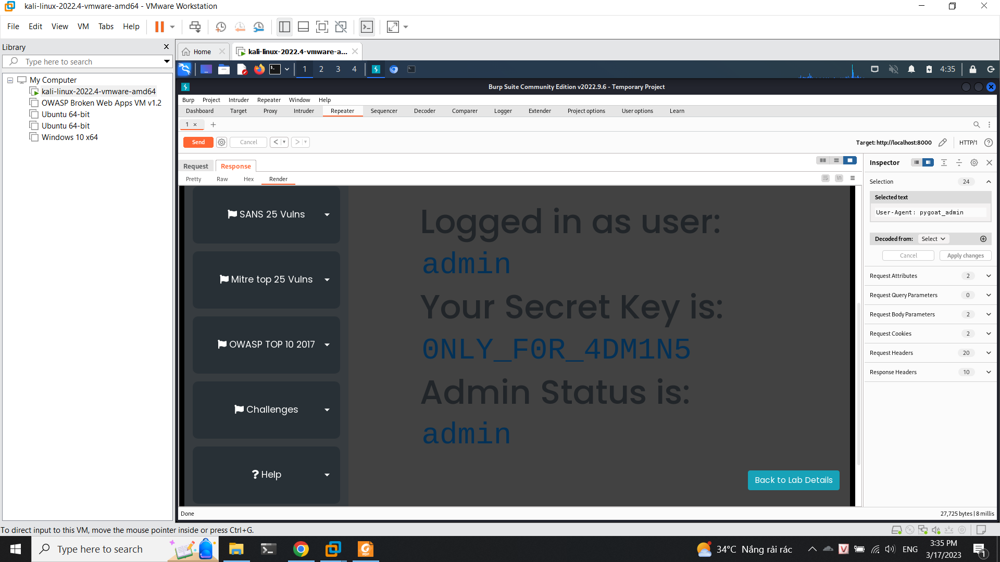 kali-linux-2022.4-vmware-amd64 - VMware Workstation
File Edit View VM Tabs Help
Library
Type here to search
My Computer
kali-linux-2022.4-vmware-amd64
OWASP Broken Web Apps VM v1.2
Ubuntu 64-bit
Ubuntu 64-bit
Windows 10 x64
Home
kali-linux-2022.4-vmware-a...
1 2 3 4
4:35
Burp Suite Community Edition v2022.9.6 - Temporary Project
Burp Project Intruder Repeater Window Help
Dashboard Target Proxy Intruder Repeater Sequencer Decoder Comparer Logger Extender Project options User options Learn
1 × +
Send Cancel < >
Target: http://localhost:8000 HTTP/1 ?
Request Response
Pretty Raw Hex Render
\n
SANS 25 Vulns
Mitre top 25 Vulns
OWASP TOP 10 2017
Challenges
? Help
Logged in as user:
admin
Your Secret Key is:
0NLY_F0R_4DM1N5
Admin Status is:
admin
Back to Lab Details
Inspector
Selection 24
Selected text
User-Agent: pygoat_admin
Decoded from: Select
Cancel Apply changes
Request Attributes 2
Request Query Parameters 0
Request Body Parameters 2
Request Cookies 2
Request Headers 20
Response Headers 10
Done
27,725 bytes | 8 millis
To direct input to this VM, move the mouse pointer inside or press Ctrl+G.
Type here to search
34°C Nắng rải rác
V
ENG
3:35 PM
3/17/2023
1
PDF